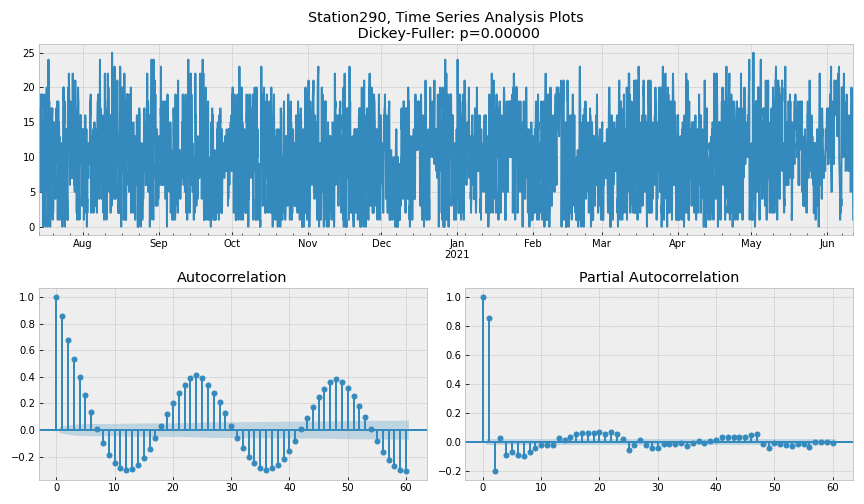 Station290, Time Series Analysis Plots
Dickey-Fuller: p=0.00000
25
20
15
10
5
0
Aug Sep Oct Nov Dec Jan Feb Mar Apr May Jun
2021
Autocorrelation Partial Autocorrelation
1.0 1.0
0.8 0.8
0.6 0.6
0.4 0.4
0.2 0.2
0.0 0.0
−0.2 −0.2
0 10 20 30 40 50 60 0 10 20 30 40 50 60